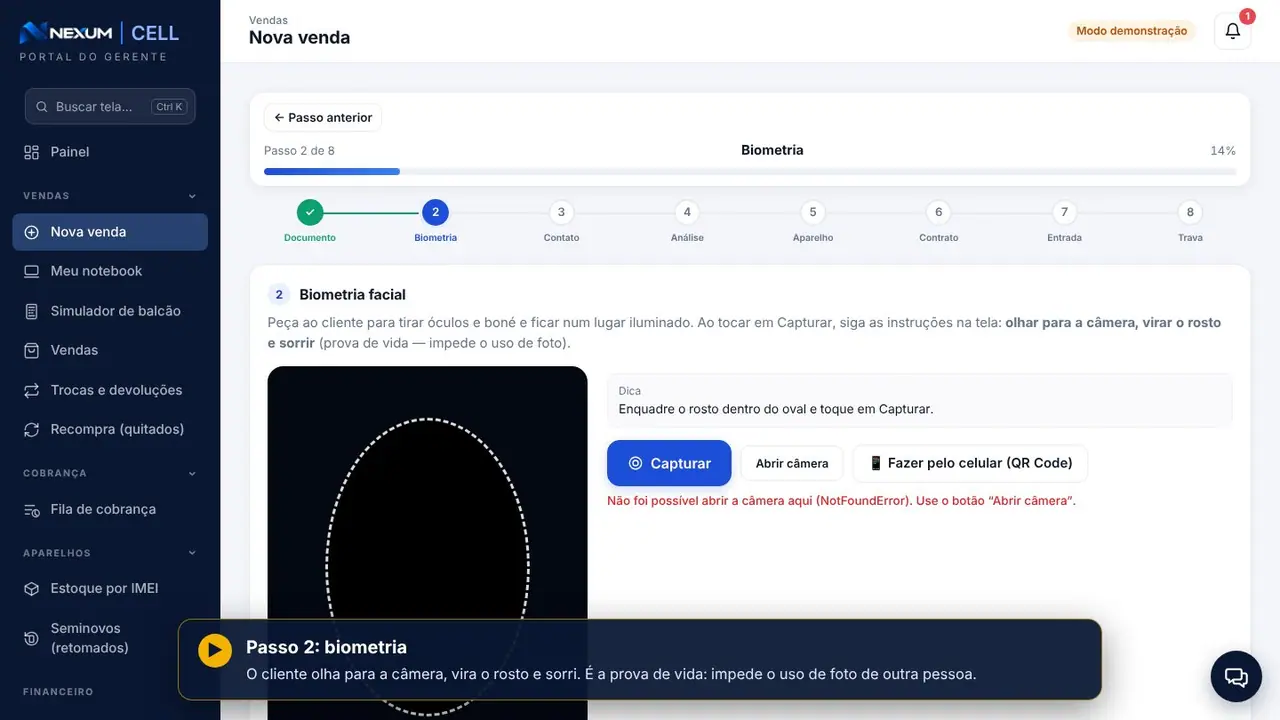 NEXUM | CELL
PORTAL DO GERENTE
Buscar tela... Ctrl K
Painel
VENDAS
Nova venda
Meu notebook
Simulador de balcão
Vendas
Trocas e devoluções
Recompra (quitados)
COBRANÇA
Fila de cobrança
APARELHOS
Estoque por IMEI
Seminovos
(retomados)
FINANCEIRO
Vendas
Nova venda
Modo demonstração
1
← Passo anterior
Passo 2 de 8
Biometria
14%
2
3
4
5
6
7
8
Documento
Biometria
Contato
Análise
Aparelho
Contrato
Entrada
Trava
2 Biometria facial
Peça ao cliente para tirar óculos e boné e ficar num lugar iluminado. Ao tocar em Capturar, siga as instruções na tela: olhar para a câmera, virar o rosto
e sorrir (prova de vida — impede o uso de foto).
Dica
Enquadre o rosto dentro do oval e toque em Capturar.
Capturar
Abrir câmera
Fazer pelo celular (QR Code)
Não foi possível abrir a câmera aqui (NotFoundError). Use o botão “Abrir câmera”.
Passo 2: biometria
O cliente olha para a câmera, vira o rosto e sorri. É a prova de vida: impede o uso de foto de outra pessoa.